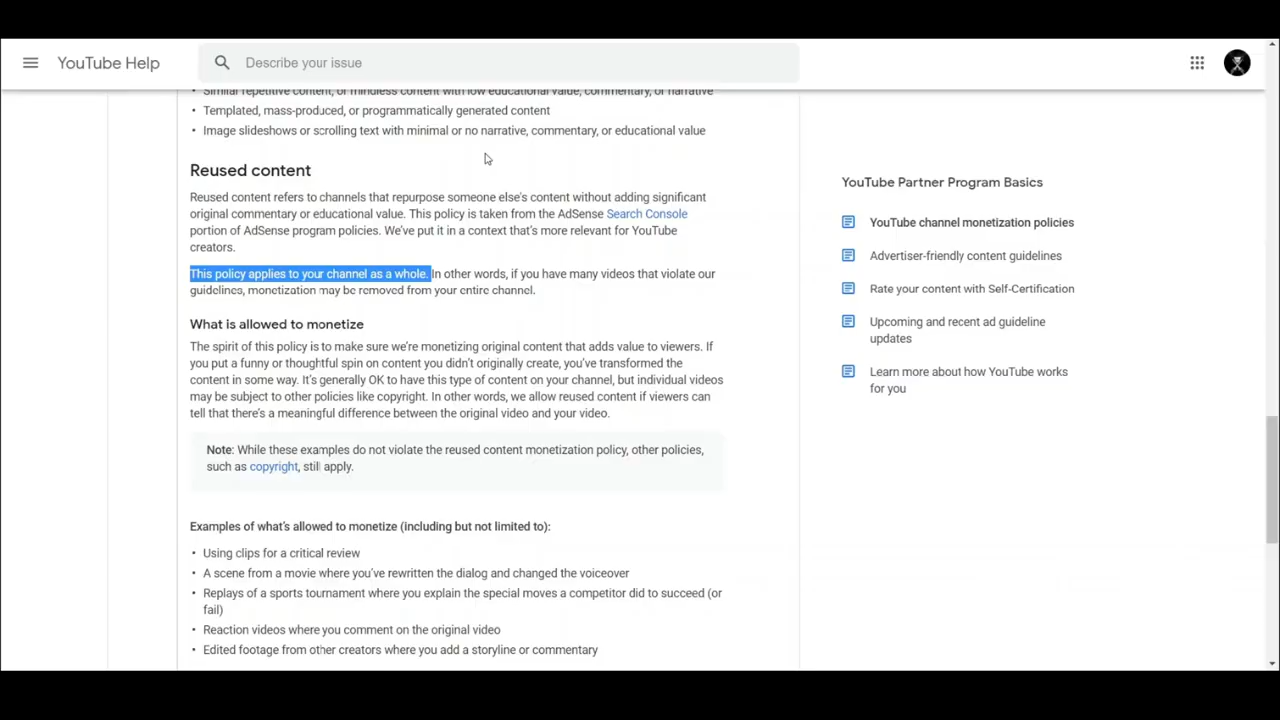 YouTube Help
Describe your issue
Similar repetitive content, or mindless content with low educational value, commentary, or narrative
Templated, mass-produced, or programmatically generated content
Image slideshows or scrolling text with minimal or no narrative, commentary, or educational value
Reused content
Reused content refers to channels that repurpose someone else's content without adding significant
original commentary or educational value. This policy is taken from the AdSense Search Console
portion of AdSense program policies. We've put it in a context that's more relevant for YouTube
creators.
This policy applies to your channel as a whole. In other words, if you have many videos that violate our
guidelines, monetization may be removed from your entire channel.
What is allowed to monetize
The spirit of this policy is to make sure we're monetizing original content that adds value to viewers. If
you put a funny or thoughtful spin on content you didn't originally create, you've transformed the
content in some way. It's generally OK to have this type of content on your channel, but individual videos
may be subject to other policies like copyright. In other words, we allow reused content if viewers can
tell that there's a meaningful difference between the original video and your video.
Note: While these examples do not violate the reused content monetization policy, other policies,
such as copyright, still apply.
Examples of what's allowed to monetize (including but not limited to):
Using clips for a critical review
A scene from a movie where you've rewritten the dialog and changed the voiceover
Replays of a sports tournament where you explain the special moves a competitor did to succeed (or
fail)
Reaction videos where you comment on the original video
Edited footage from other creators where you add a storyline or commentary
YouTube Partner Program Basics
YouTube channel monetization policies
Advertiser-friendly content guidelines
Rate your content with Self-Certification
Upcoming and recent ad guideline
updates
Learn more about how YouTube works
for you